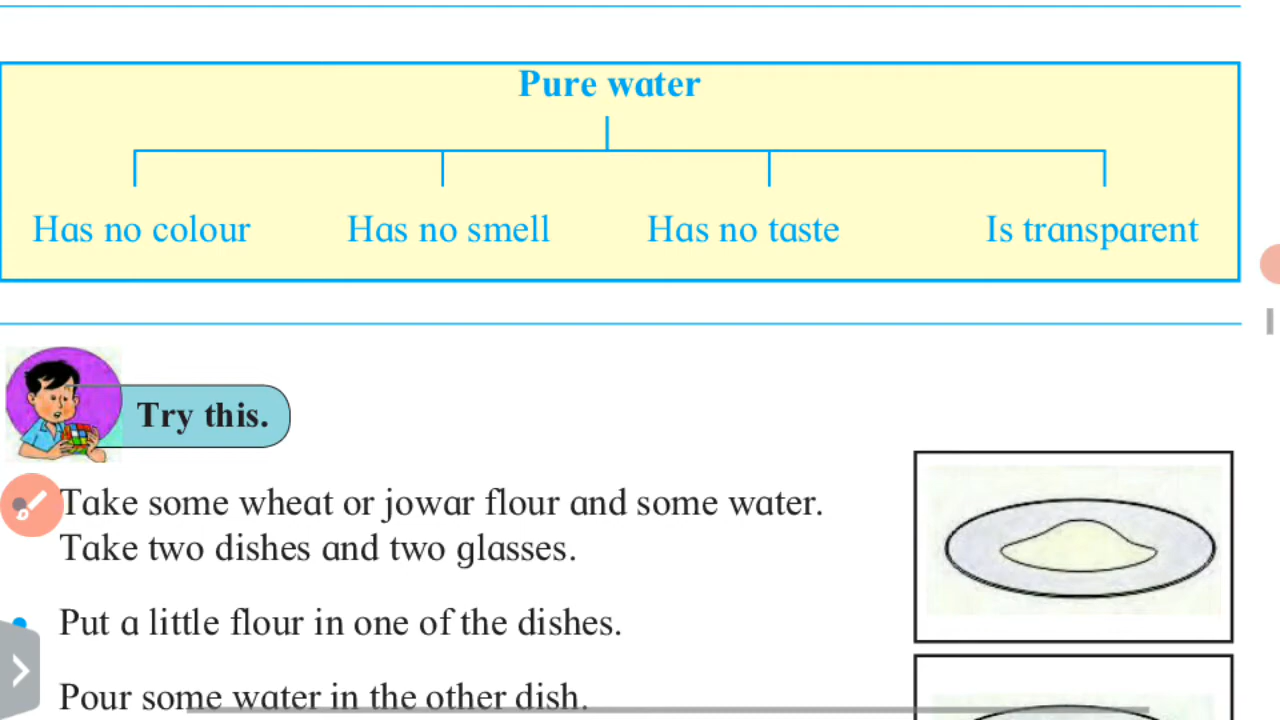 Pure water
Has no colour Has no smell Has no taste Is transparent
Try this.
Take some wheat or jowar flour and some water.
Take two dishes and two glasses.
Put a little flour in one of the dishes.
Pour some water in the other dish.